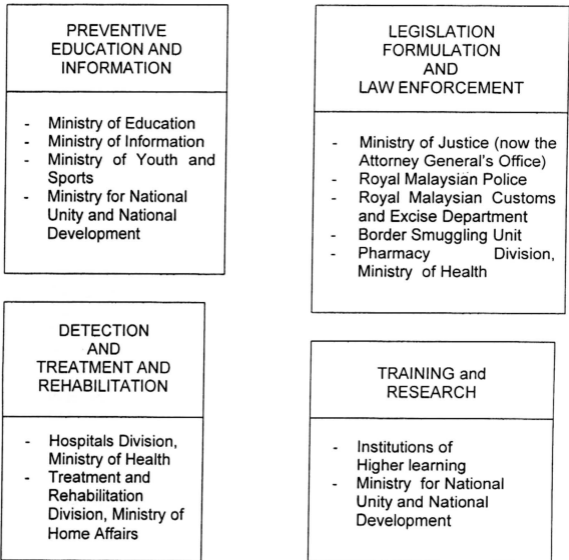 PREVENTIVE
EDUCATION AND
INFORMATION
- Ministry of Education
- Ministry of Information
- Ministry of Youth and
Sports
- Ministry for National
Unity and National
Development
LEGISLATION
FORMULATION
AND
LAW ENFORCEMENT
- Ministry of Justice (now the
Attorney General's Office)
- Royal Malaysian Police
- Royal Malaysian Customs
and Excise Department
- Border Smuggling Unit
- Pharmacy Division,
Ministry of Health
DETECTION
AND
TREATMENT AND
REHABILITATION
- Hospitals Division,
Ministry of Health
- Treatment and
Rehabilitation
Division, Ministry of
Home Affairs
TRAINING and
RESEARCH
- Institutions of
Higher learning
- Ministry for National
Unity and National
Development